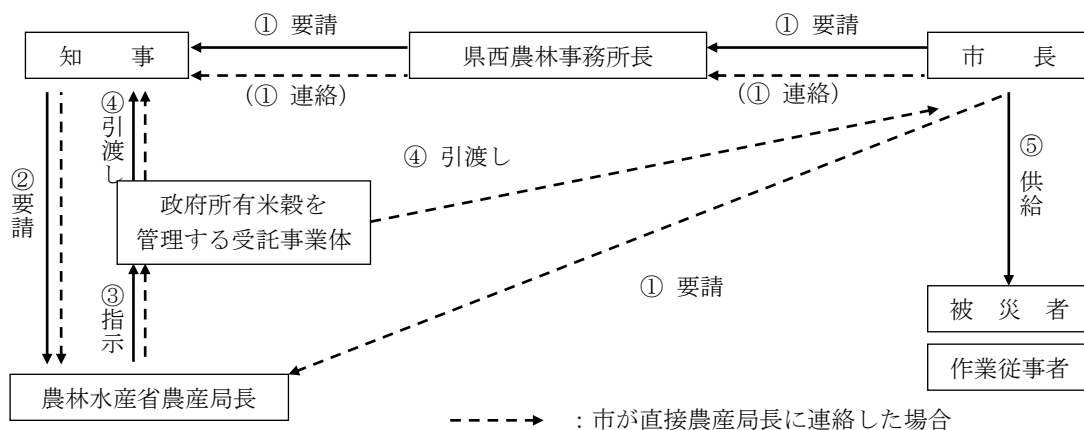 ① 要請
① 要請
知　事
県西農林事務所長
市　長
(① 連絡)
(① 連絡)
④引渡し
④ 引渡し
②要請
⑤供給
政府所有米穀を
管理する受託事業体
① 要請
③指示
被　災　者
作業従事者
農林水産省農産局長
：市が直接農産局長に連絡した場合